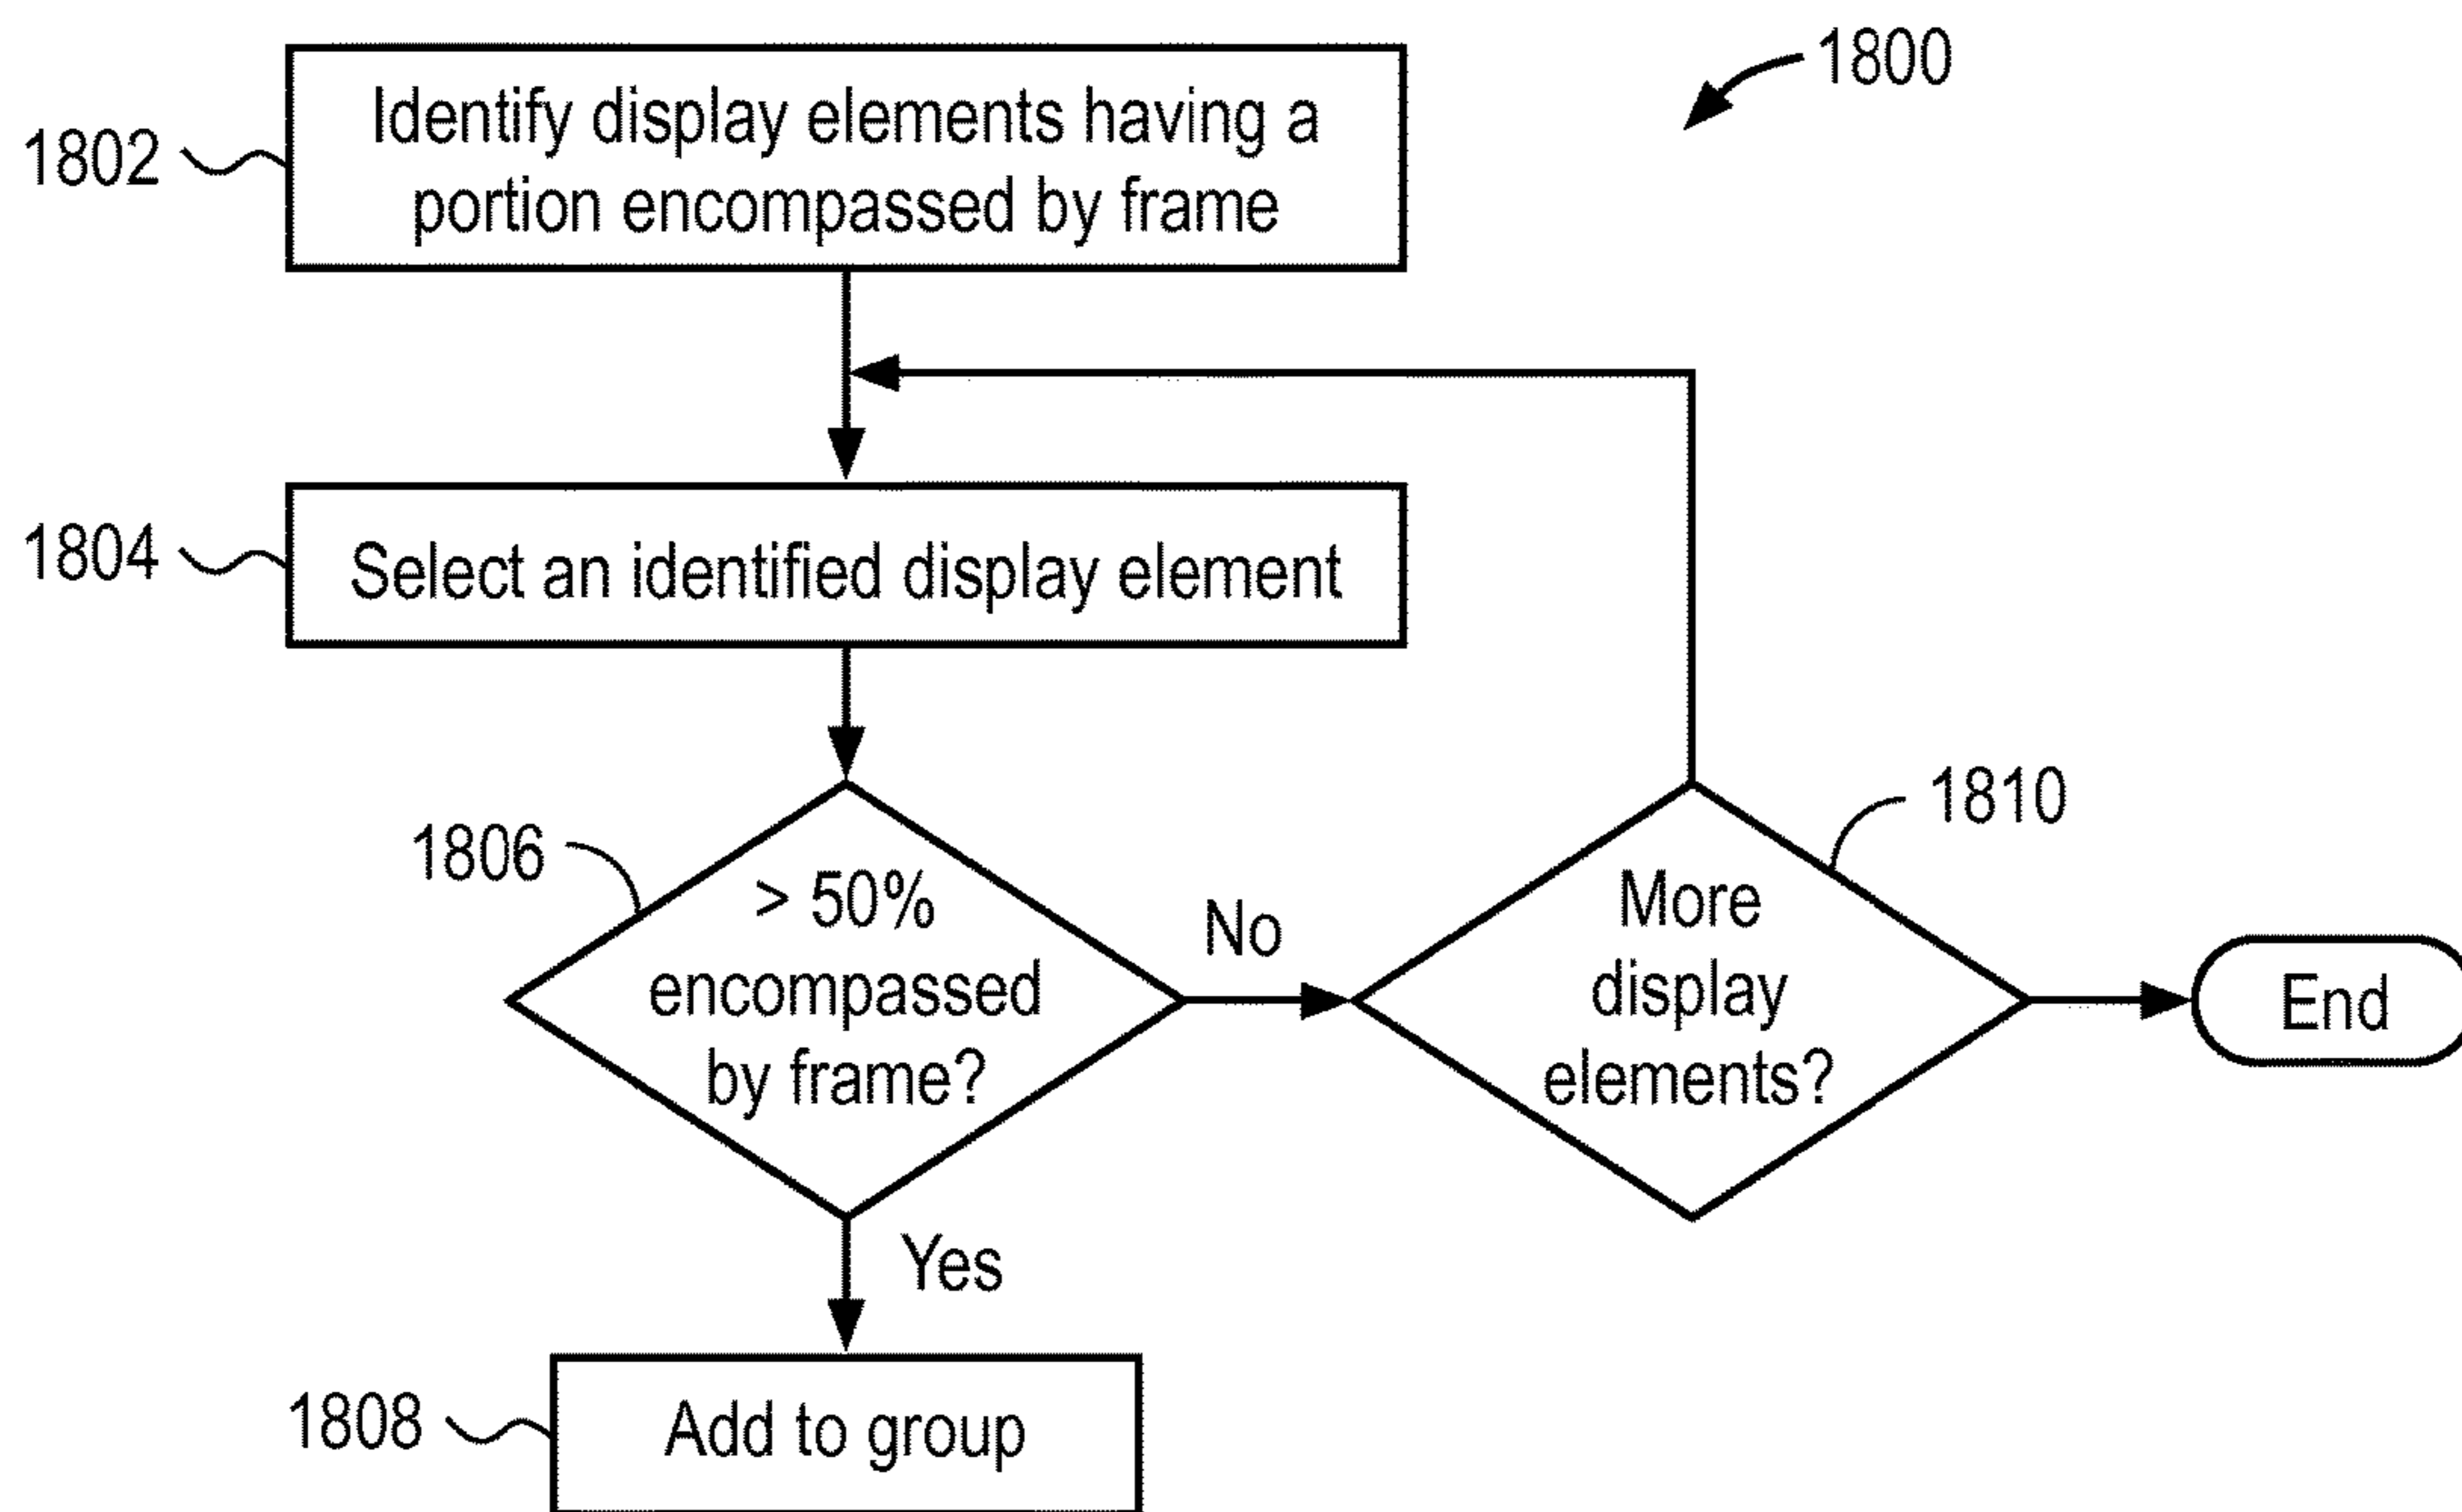 1800
1802
Identify display elements having a
portion encompassed by frame
1804
Select an identified display element
1806
> 50%
encompassed
by frame?
No
1810
More
display
elements?
End
Yes
1808
Add to group